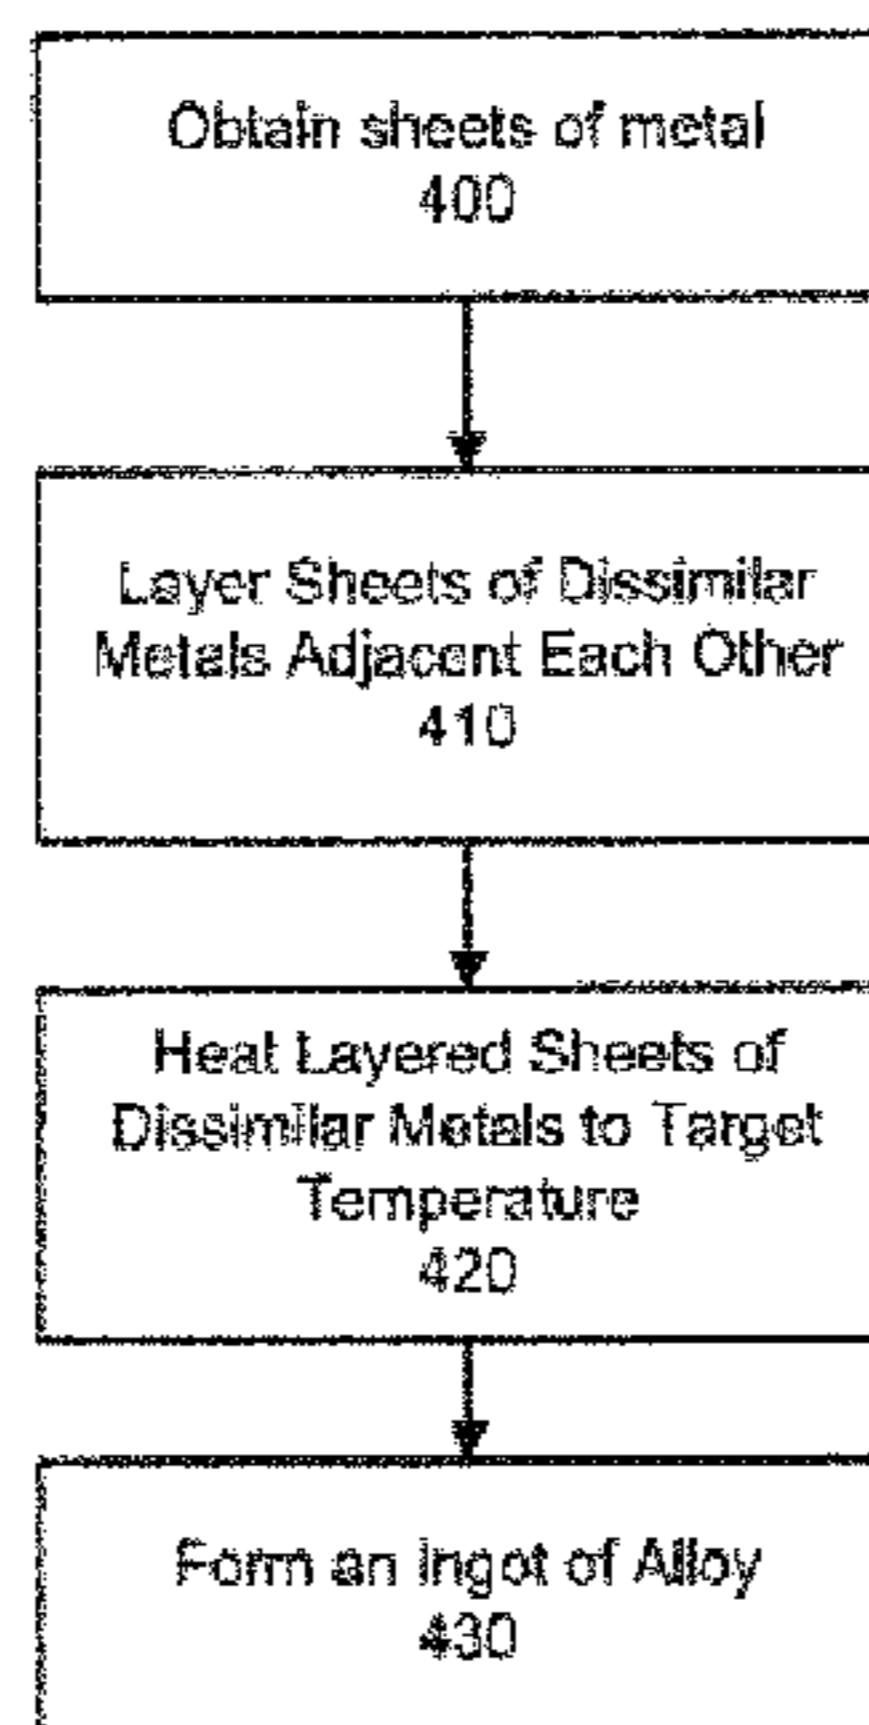 Obtain sheets of metal
400
Layer Sheets of Dissimilar
Metals Adjacent Each Other
410
Heat Layered Sheets of
Dissimilar Metals to Target
Temperature
420
Form an Ingot of Alloy
430